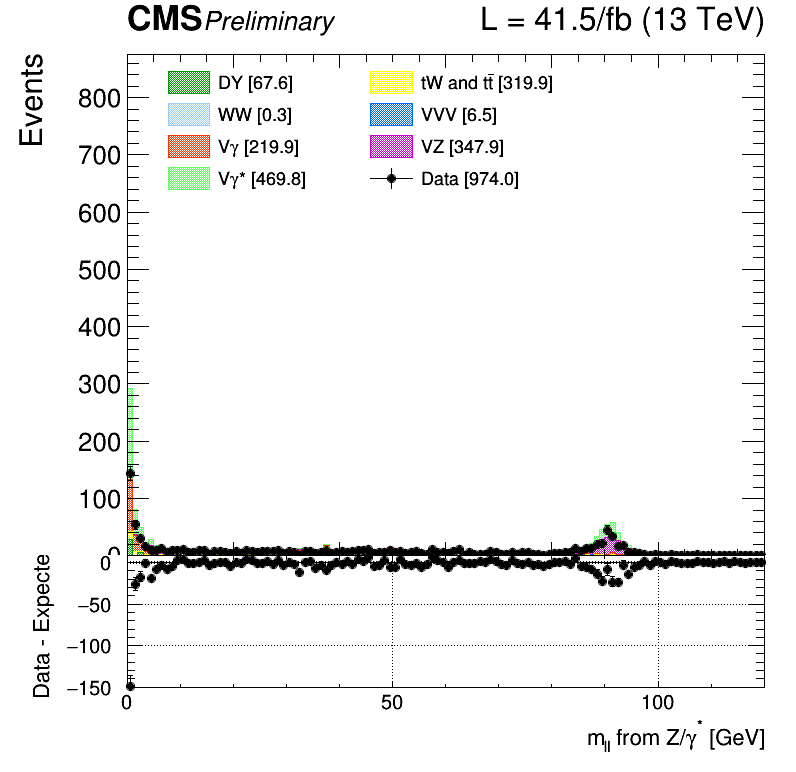 CMS Preliminary L = 41.5/fb (13 TeV)
Events
DY [67.6]
tW and tt̄ [319.9]
WW [0.3]
VVV [6.5]
Vγ [219.9]
VZ [347.9]
Vγ* [469.8]
Data [974.0]
800
700
600
500
400
300
200
100
0
Data - Expecte
0
−50
−100
−150
0 50 100
m_ll from Z/γ* [GeV]